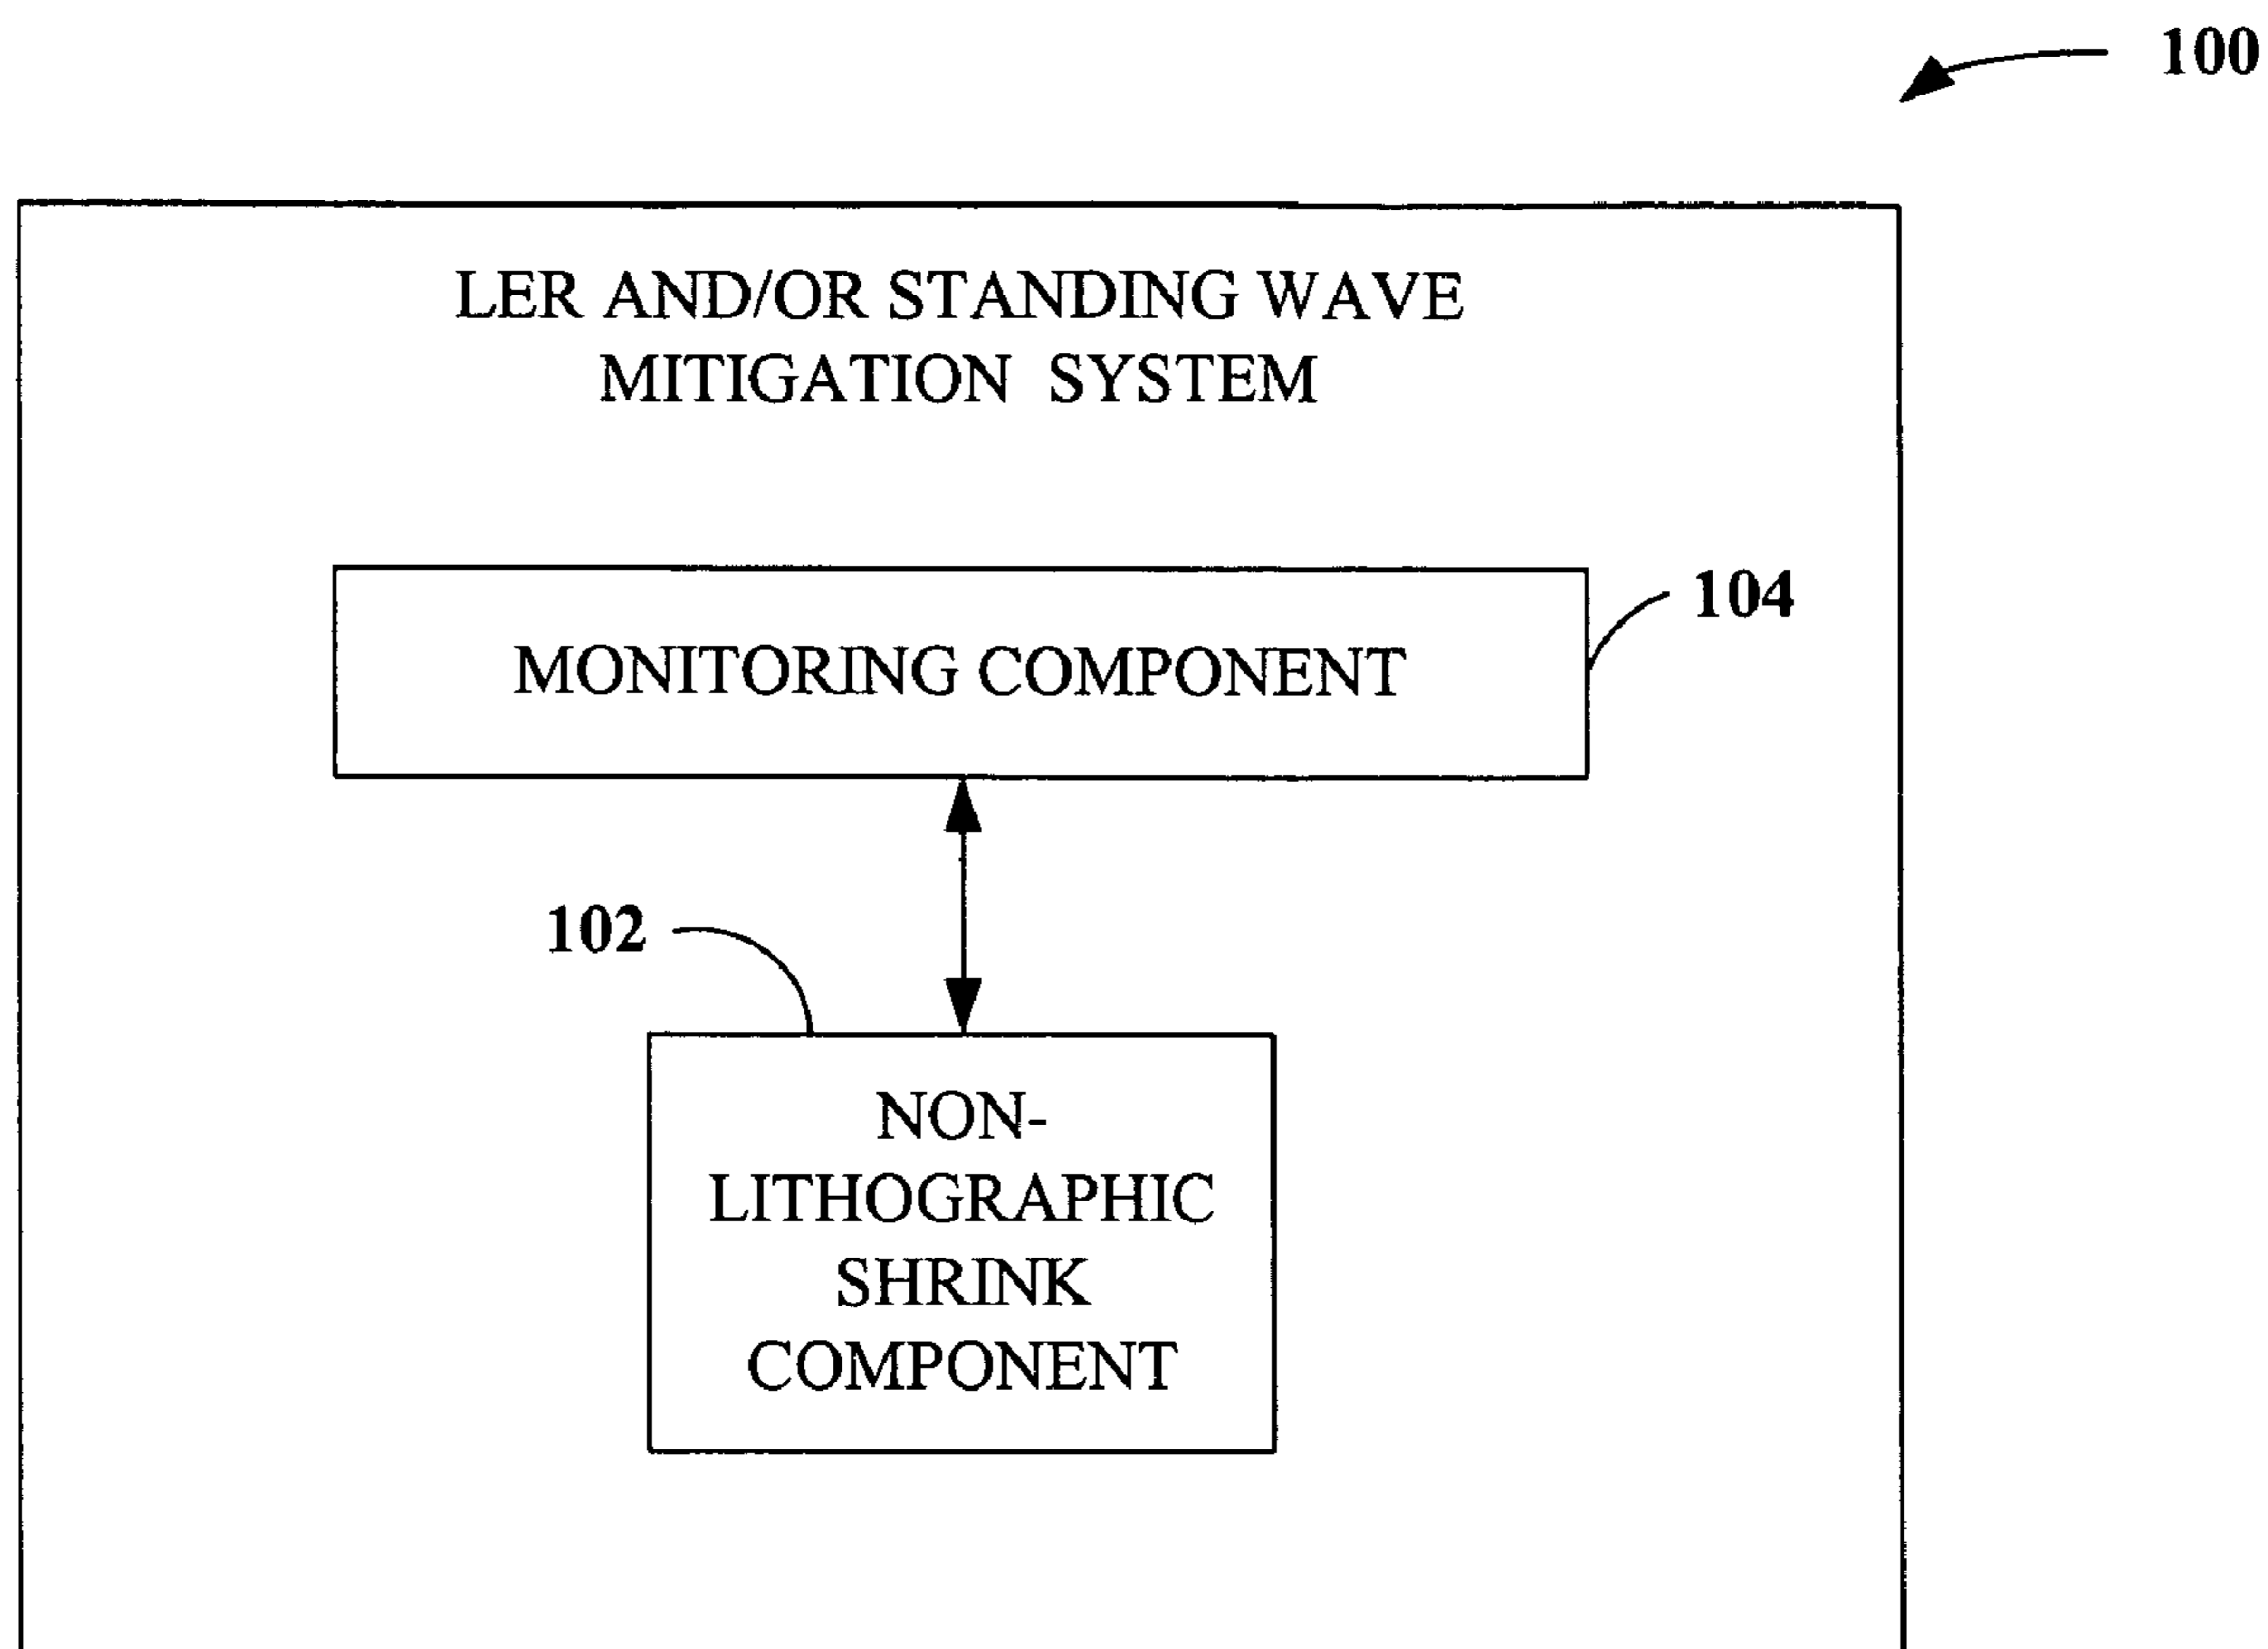 100
LER AND/OR STANDING WAVE
MITIGATION SYSTEM
MONITORING COMPONENT
104
102
NON-
LITHOGRAPHIC
SHRINK
COMPONENT